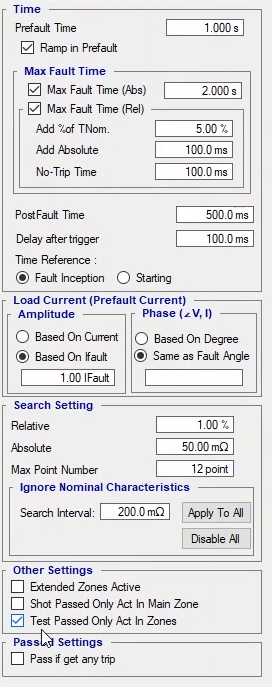 Time
Prefault Time 1.000 s
Ramp in Prefault
Max Fault Time
Max Fault Time (Abs) 2.000 s
Max Fault Time (Rel)
Add %of TNom. 5.00 %
Add Absolute 100.0 ms
No-Trip Time 100.0 ms
PostFault Time 500.0 ms
Delay after trigger 100.0 ms
Time Reference :
Fault Inception Starting
Load Current (Prefault Current)
Amplitude
Based On Current
Based On Ifault
1.00 IFault
Phase (∠V, I)
Based On Degree
Same as Fault Angle
Search Setting
Relative 1.00 %
Absolute 50.00 mΩ
Max Point Number 12 point
Ignore Nominal Characteristics
Search Interval: 200.0 mΩ Apply To All
Disable All
Other Settings
Extended Zones Active
Shot Passed Only Act In Main Zone
Test Passed Only Act In Zones
Settings
Pass if get any trip